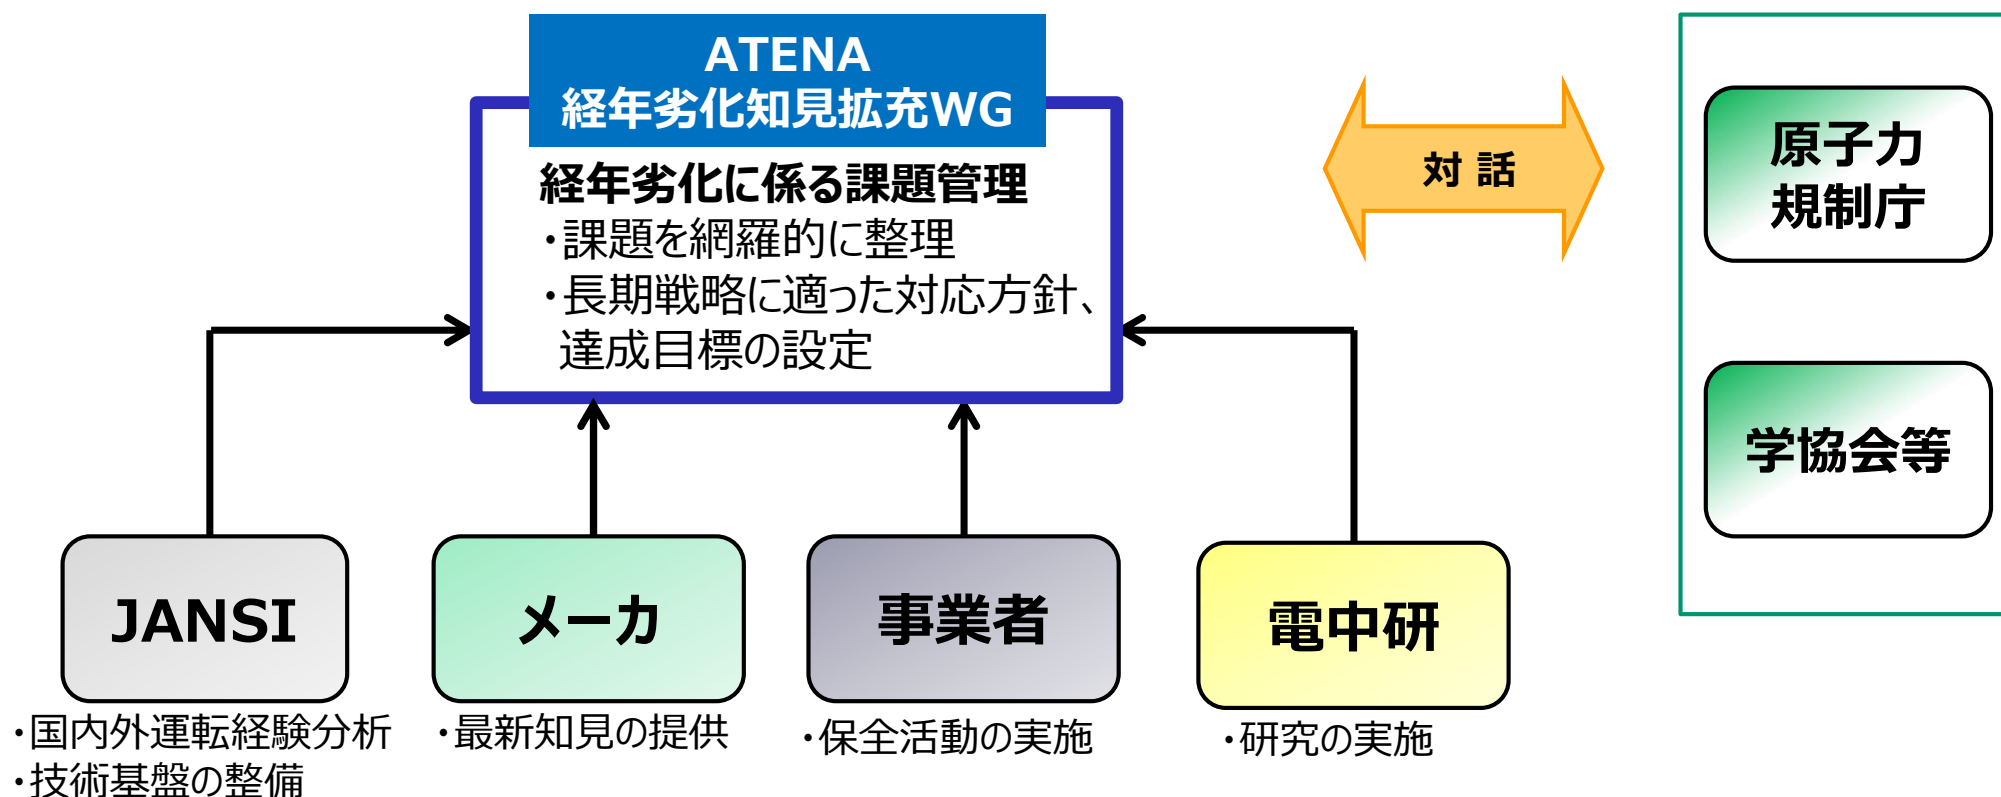 ATENA
経年劣化知見拡充WG
経年劣化に係る課題管理
・課題を網羅的に整理
・長期戦略に適った対応方針、
達成目標の設定
対 話
原子力
規制庁
学協会等
JANSI
メーカ
事業者
電中研
・国内外運転経験分析
・技術基盤の整備
・最新知見の提供
・保全活動の実施
・研究の実施